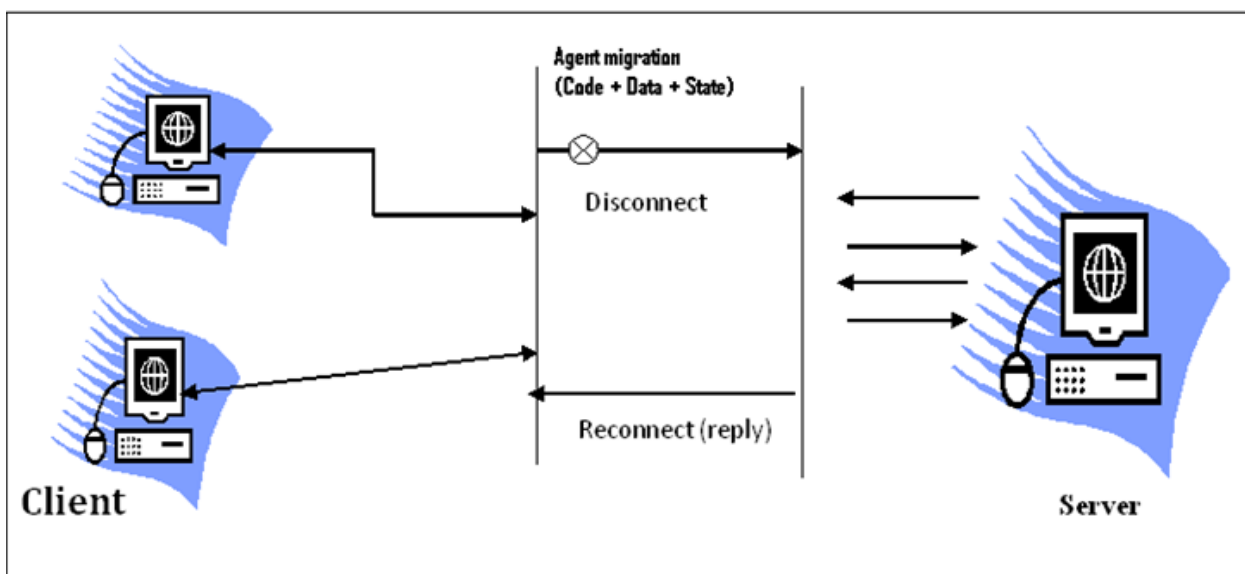 Agent migration
(Code + Data + State)
Disconnect
Reconnect (reply)
Client
Server